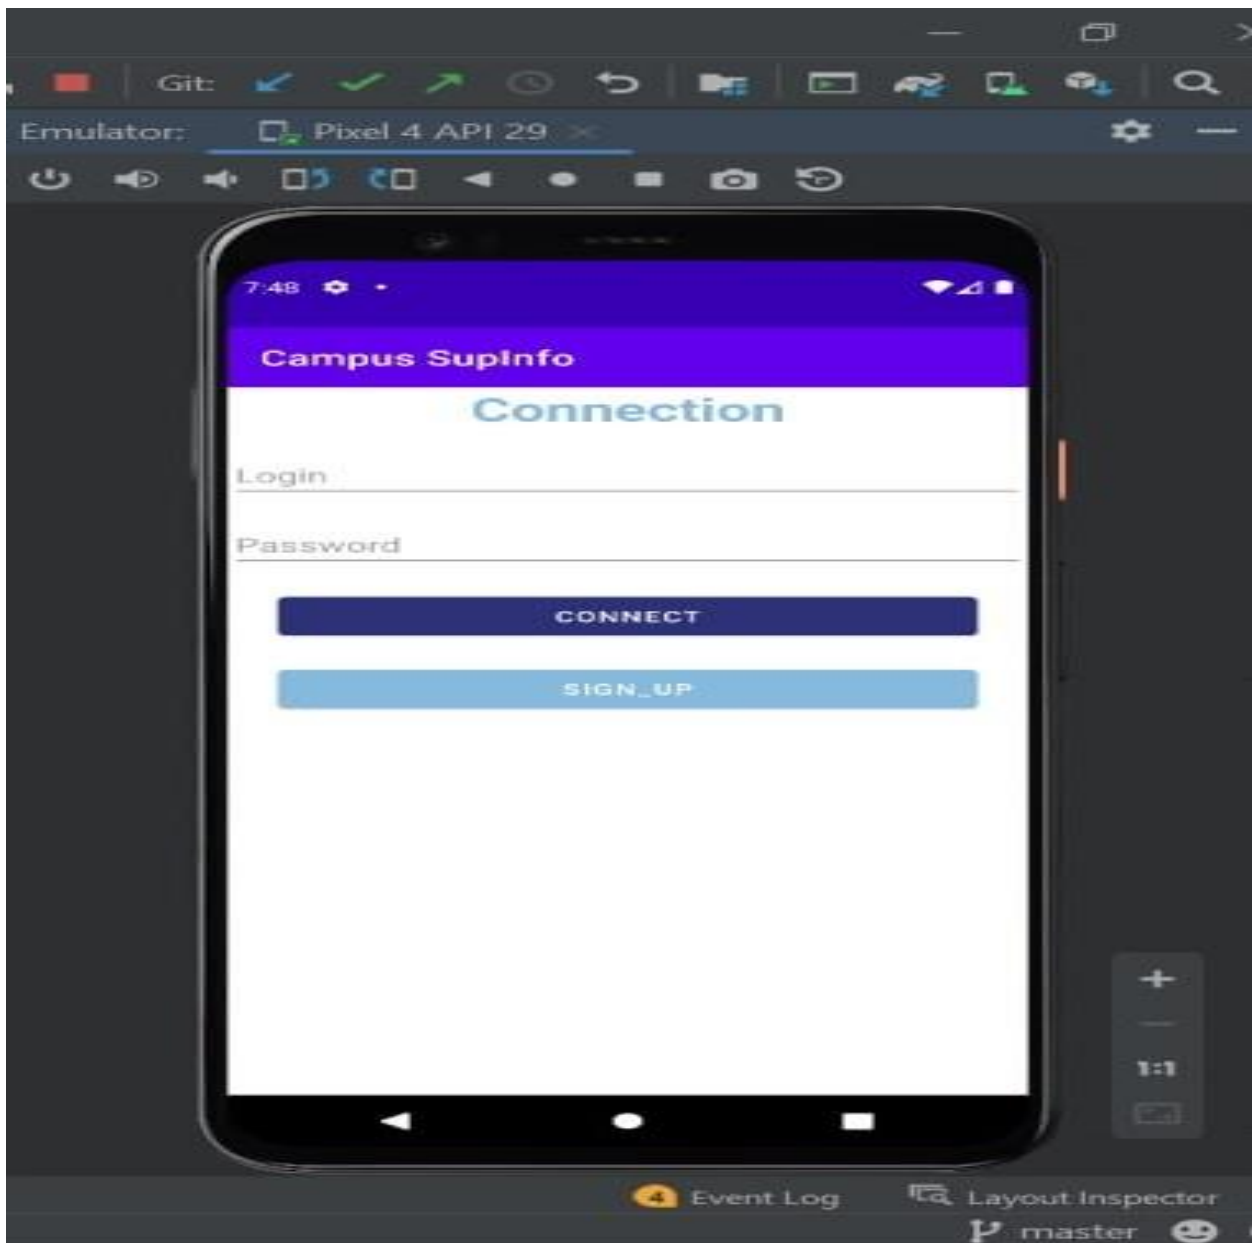 Git:
Emulator: Pixel 4 API 29
7:48
Campus SupInfo
Connection
Login
Password
CONNECT
SIGN_UP
1:1
4 Event Log Layout Inspector
master